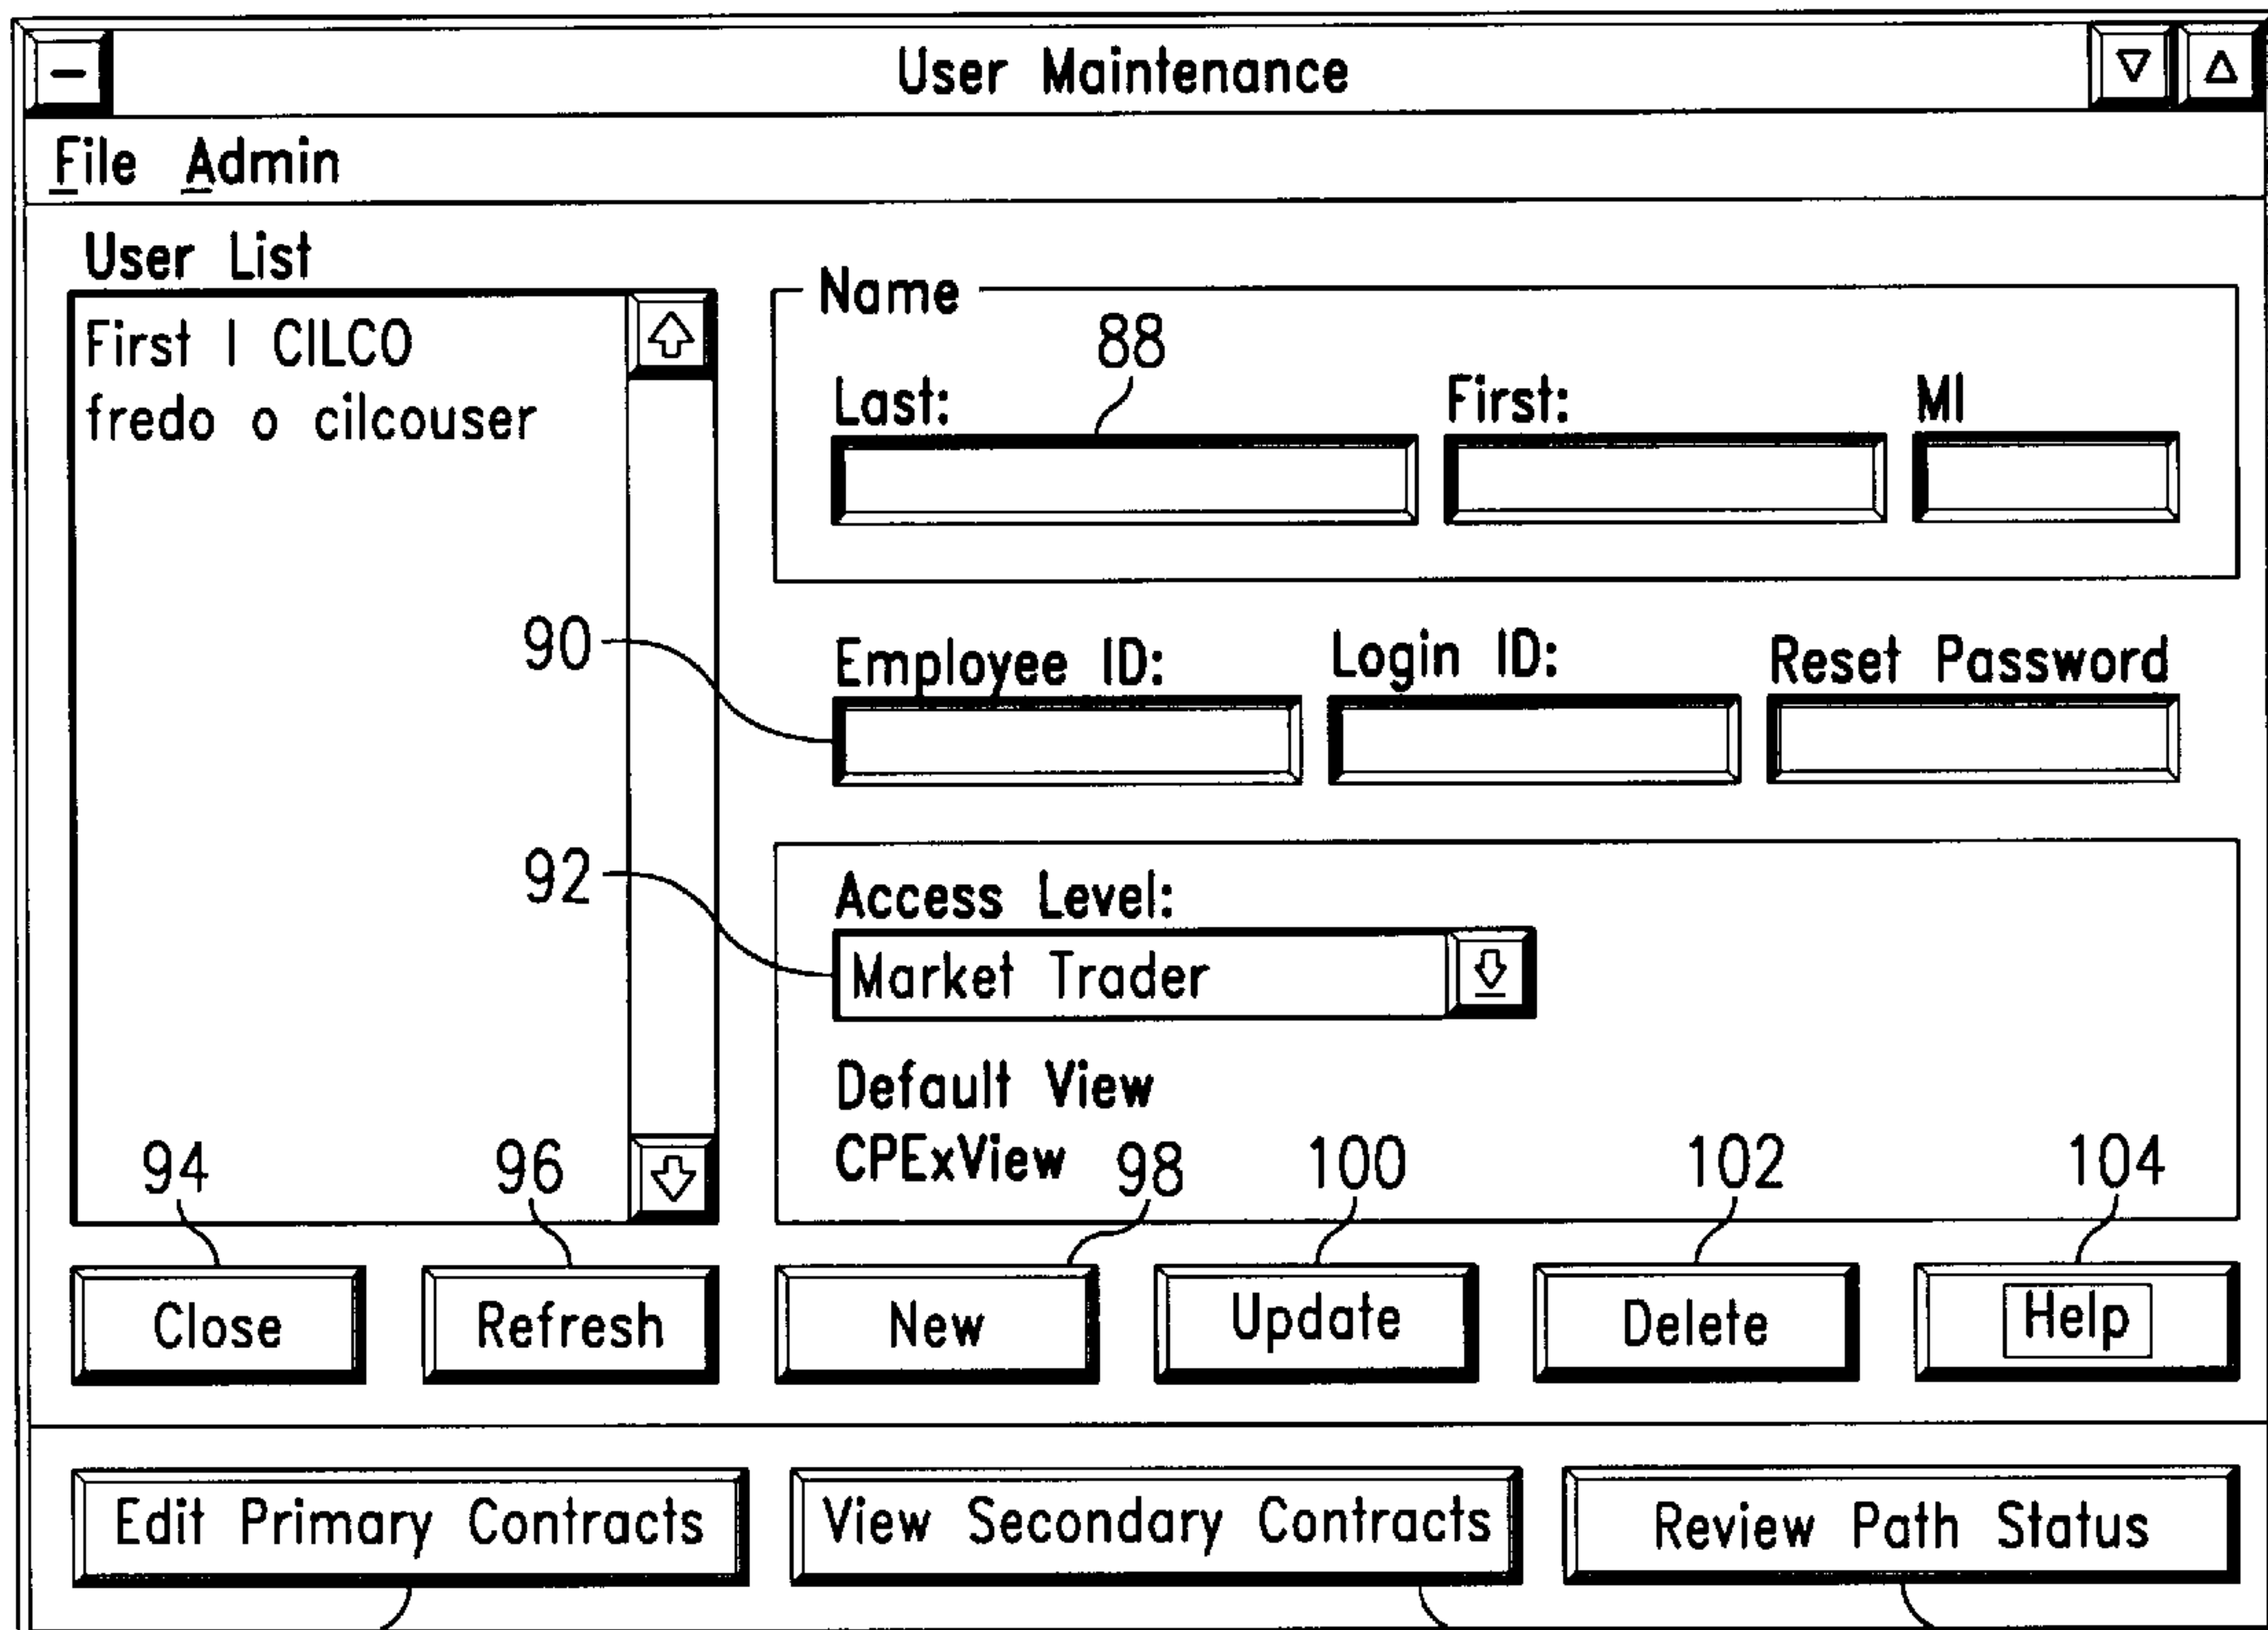 User Maintenance
File Admin
User List
First I CILCO
fredo o cilcouser
Name
88
Last: First: MI
90
Employee ID: Login ID: Reset Password
92
Access Level:
Market Trader
Default View
CPExView
94 96 98 100 102 104
Close Refresh New Update Delete Help
Edit Primary Contracts View Secondary Contracts Review Path Status